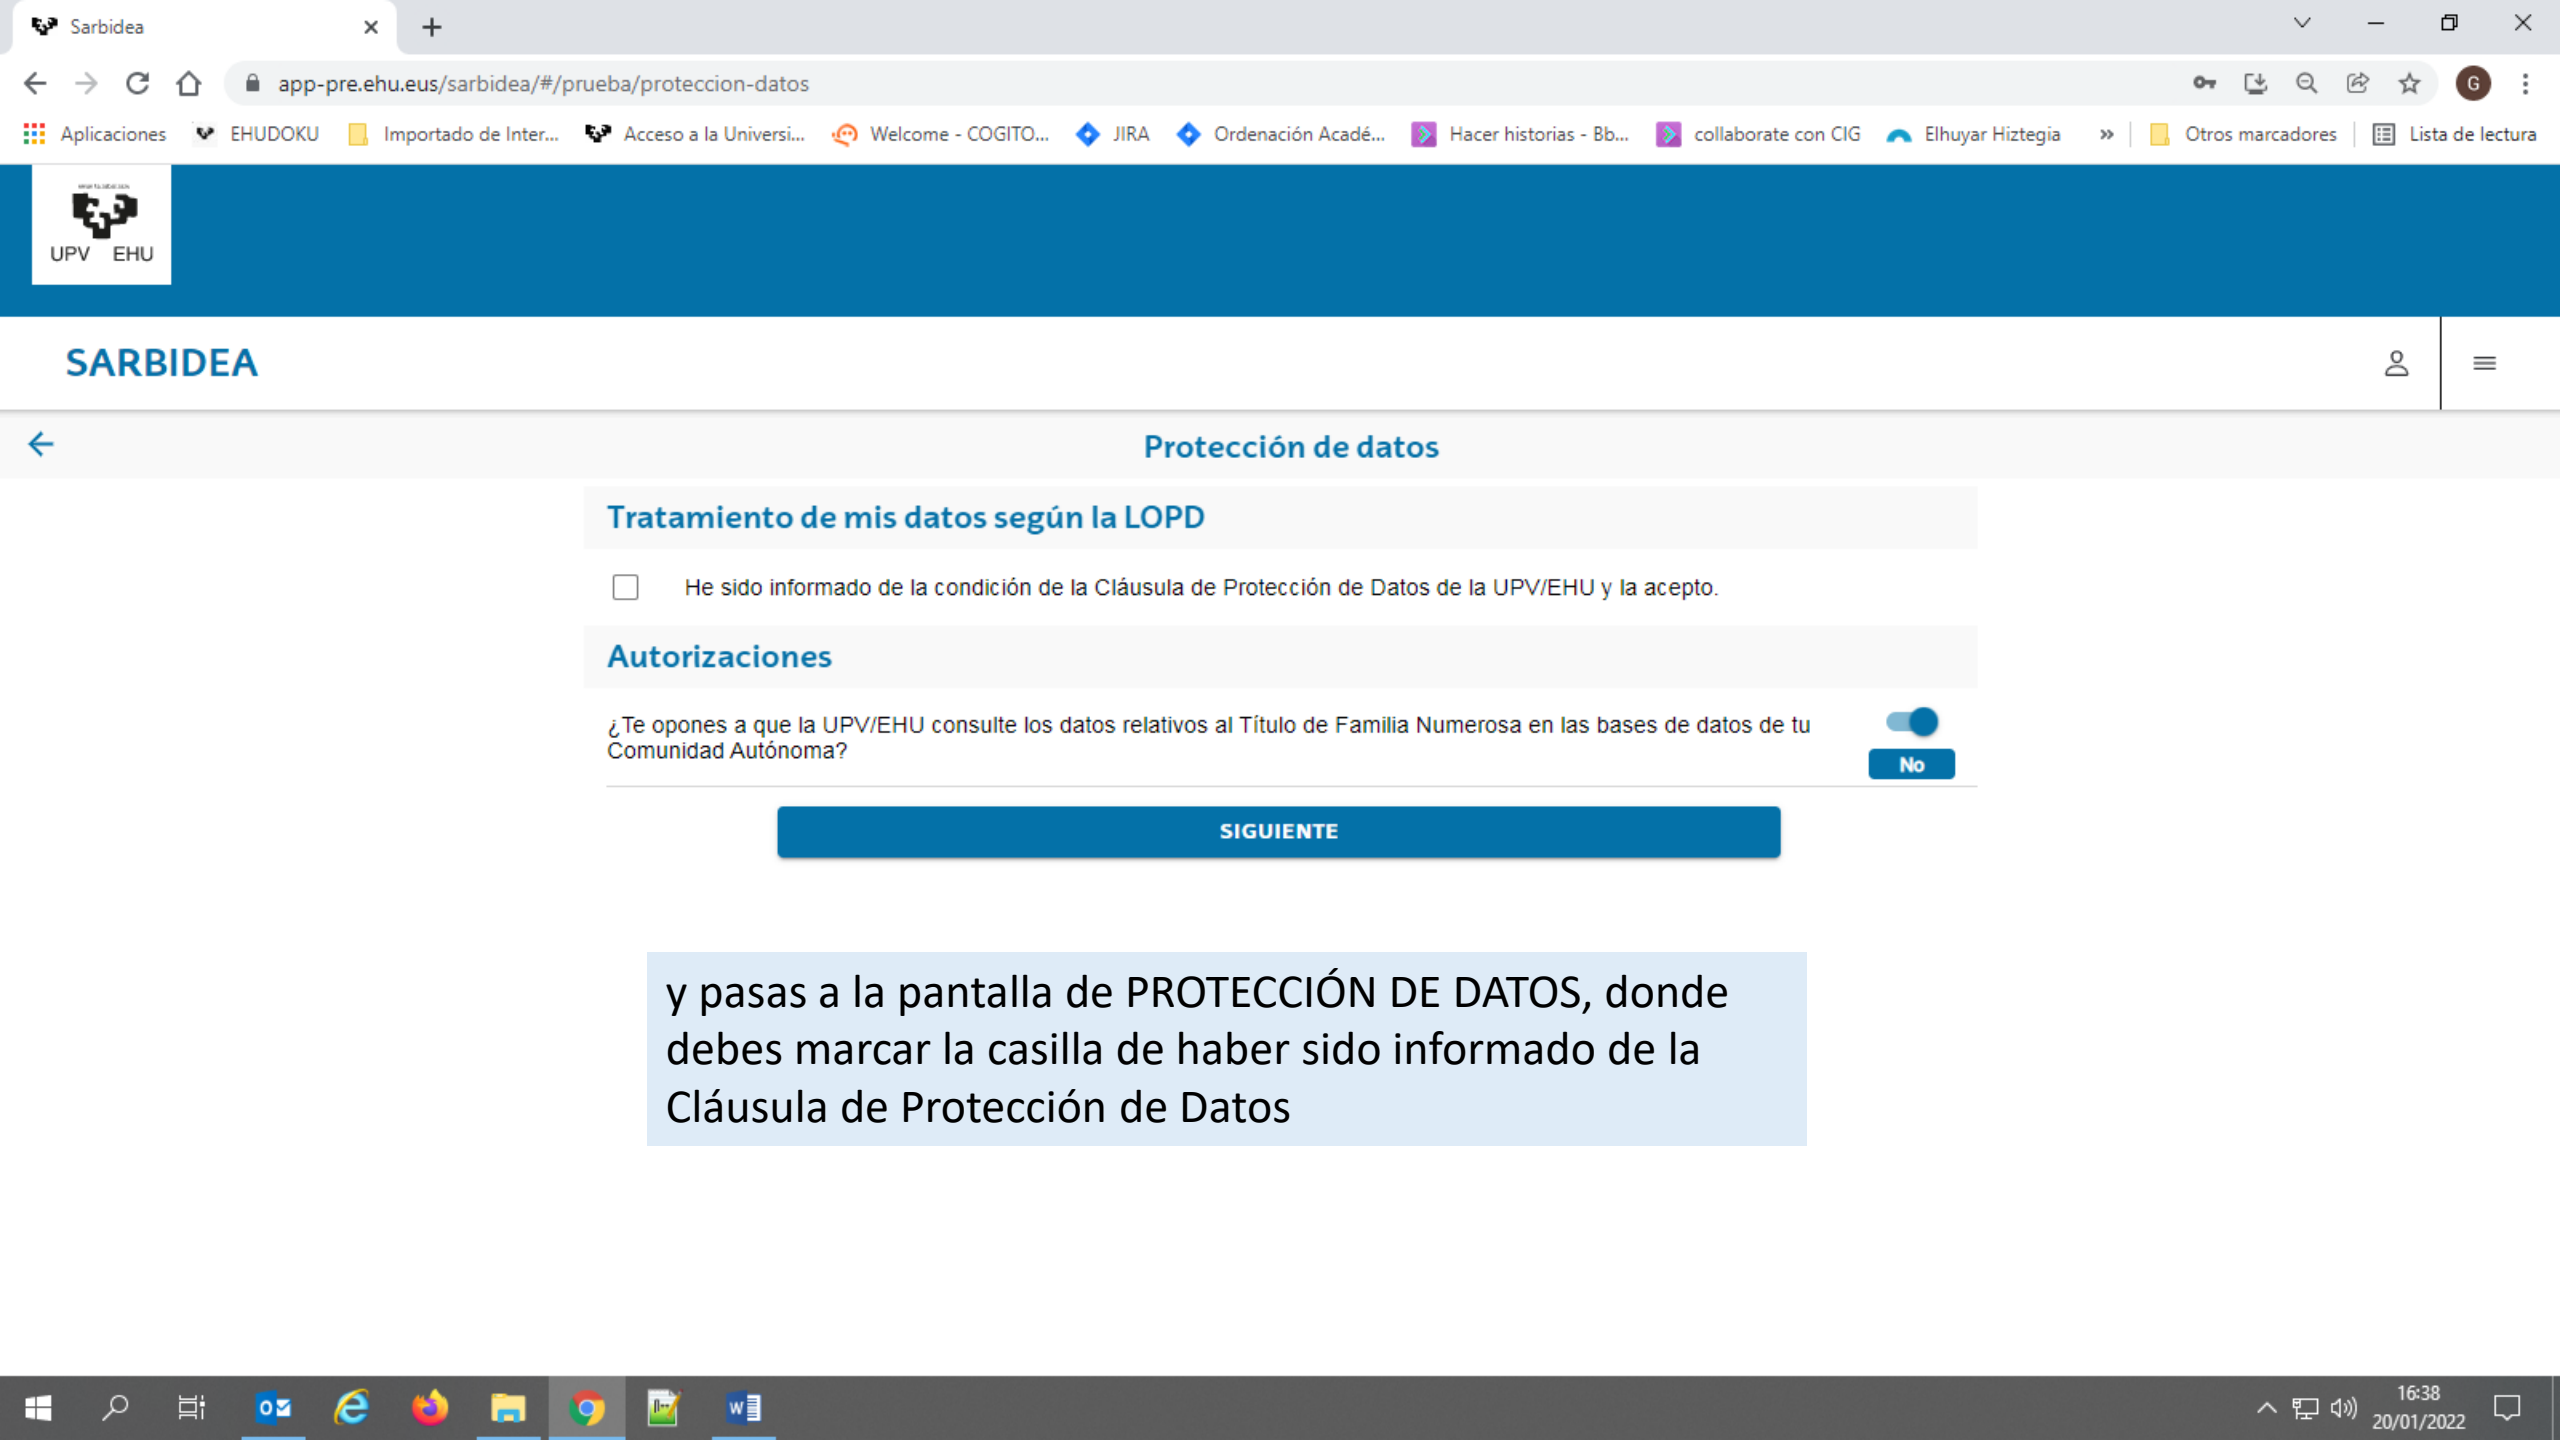 Sarbidea
app-pre.ehu.eus/sarbidea/#/prueba/proteccion-datos
G
Aplicaciones EHUDOKU Importado de Inter... Acceso a la Universi... Welcome - COGITO... JIRA Ordenación Acadé... Hacer historias - Bb... collaborate con CIG Elhuyar Hiztegia » Otros marcadores Lista de lectura
UPV EHU
SARBIDEA
Protección de datos
Tratamiento de mis datos según la LOPD
He sido informado de la condición de la Cláusula de Protección de Datos de la UPV/EHU y la acepto.
Autorizaciones
¿Te opones a que la UPV/EHU consulte los datos relativos al Título de Familia Numerosa en las bases de datos de tu
Comunidad Autónoma?
No
SIGUIENTE
y pasas a la pantalla de PROTECCIÓN DE DATOS, donde
debes marcar la casilla de haber sido informado de la
Cláusula de Protección de Datos
16:38
20/01/2022